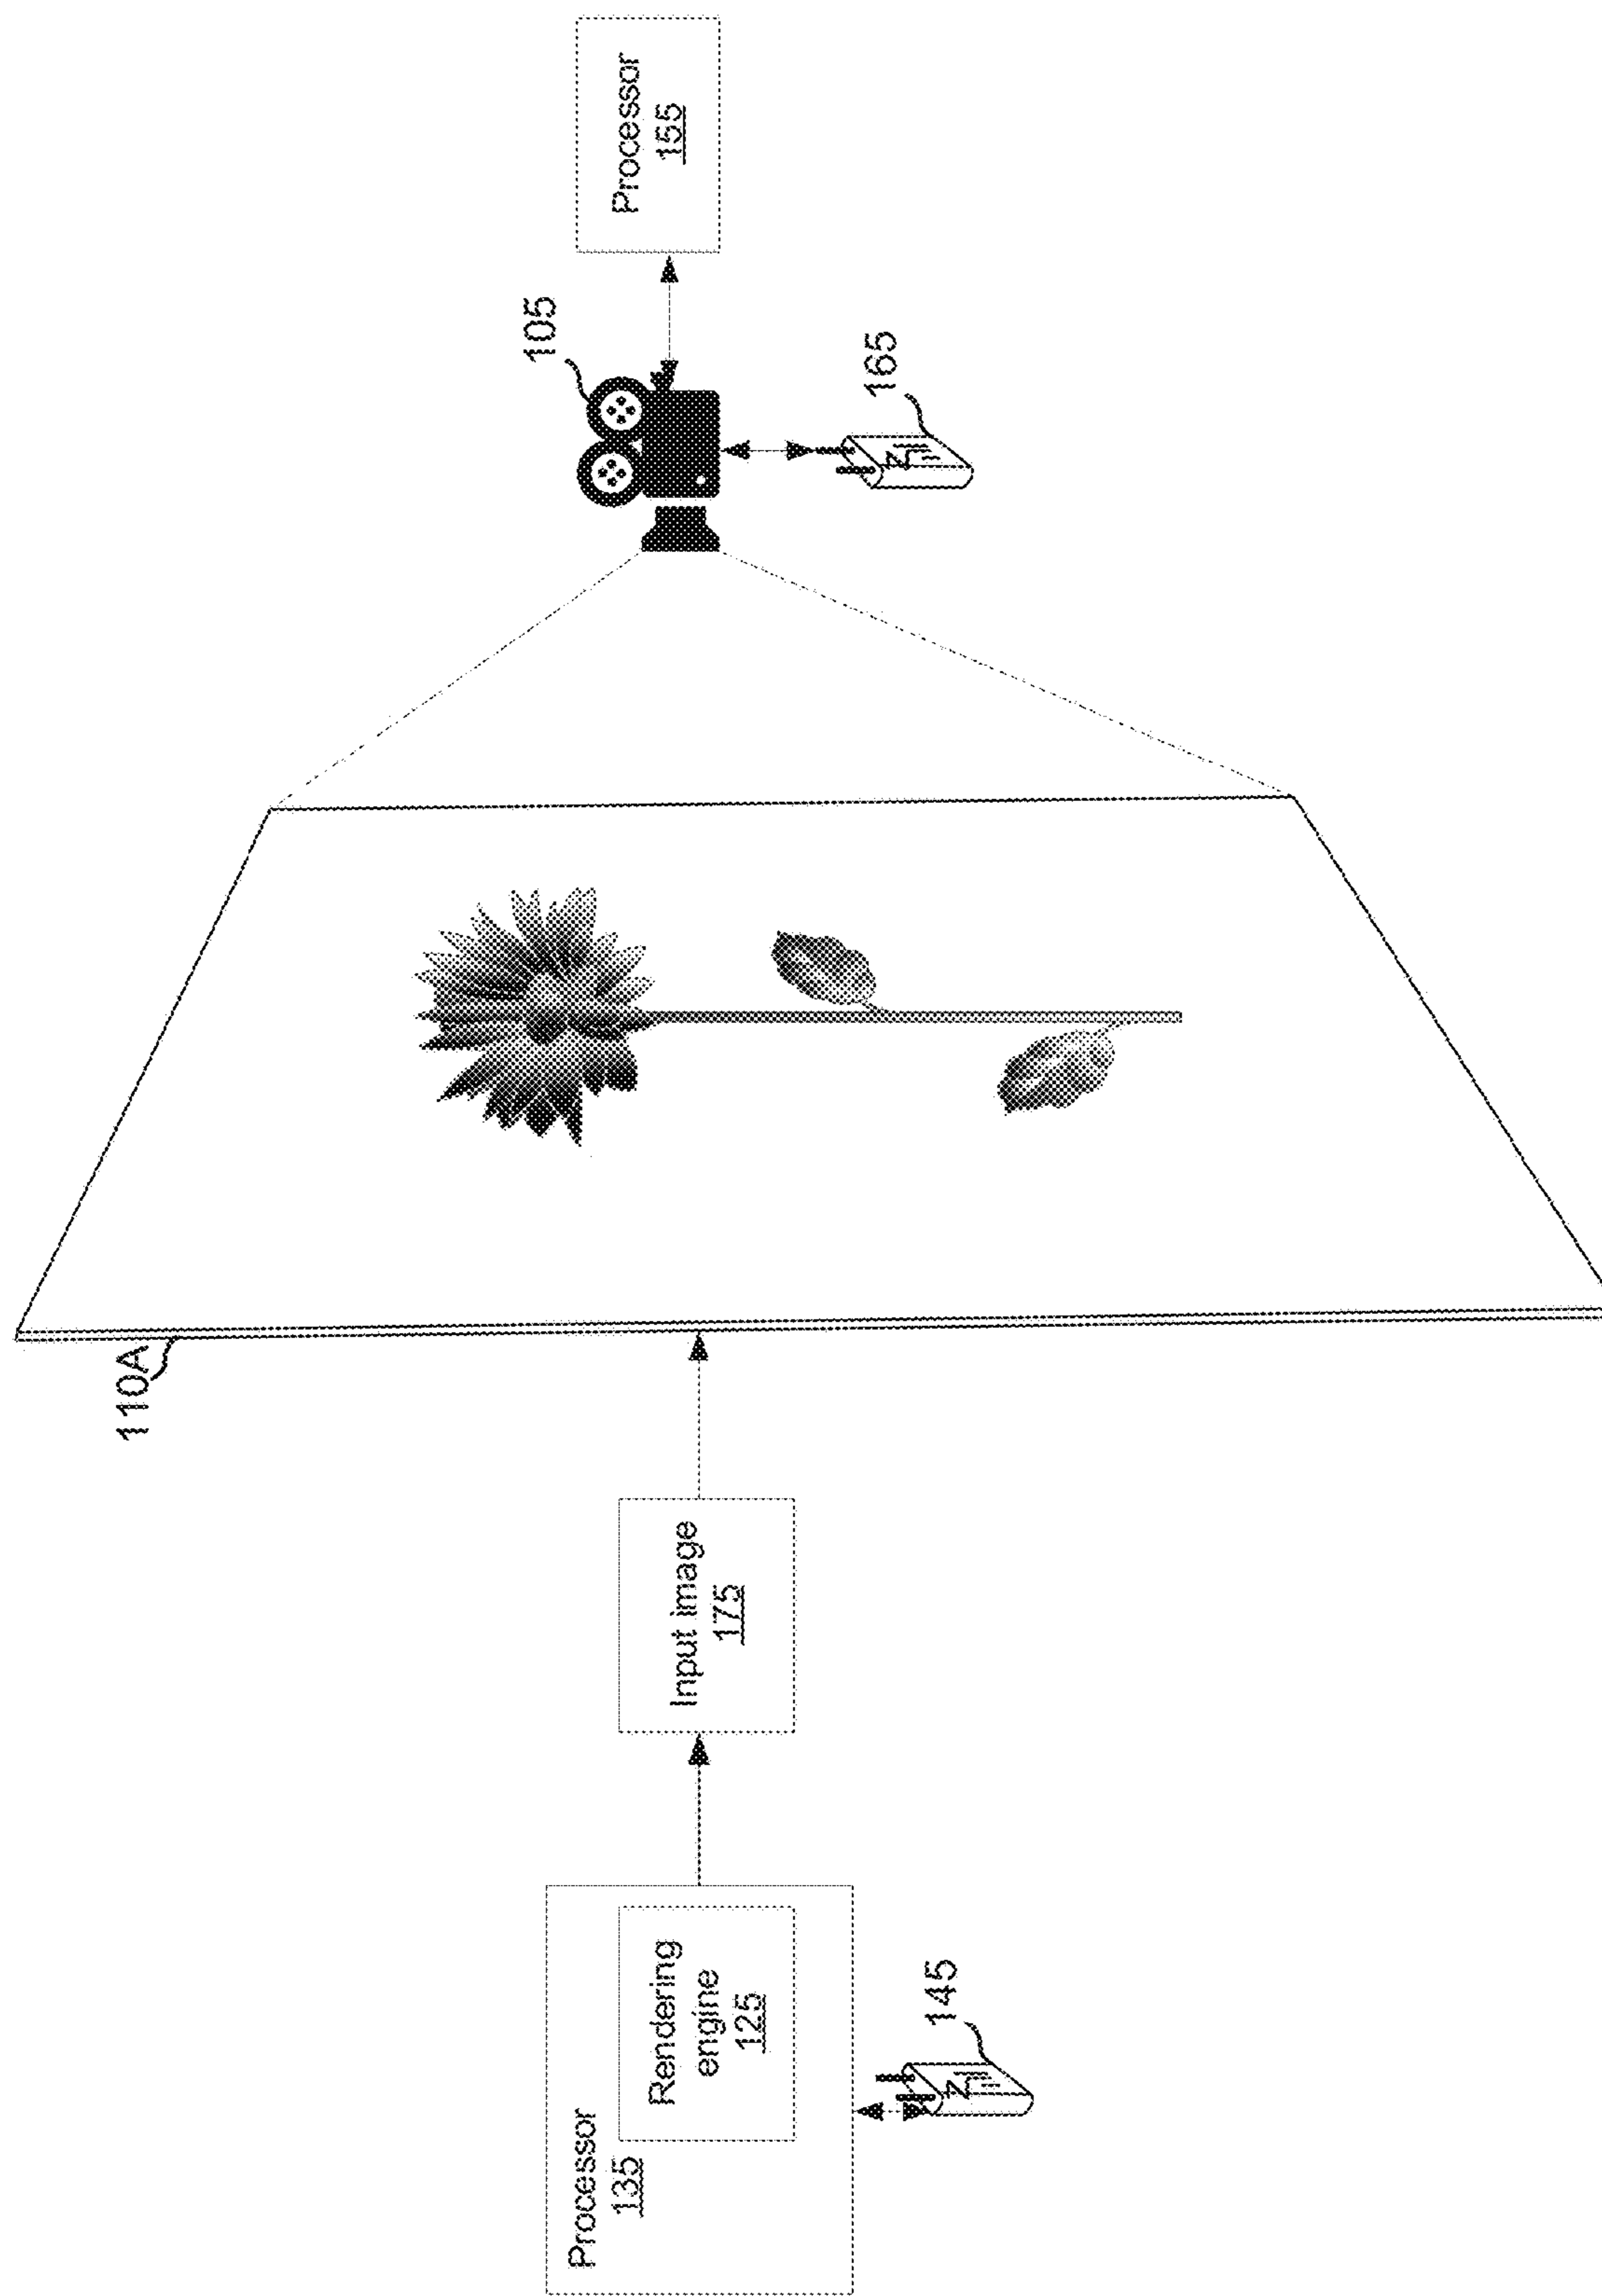 Processor
135
Rendering
engine
125
145
Input image
175
110A
105
165
Processor
155